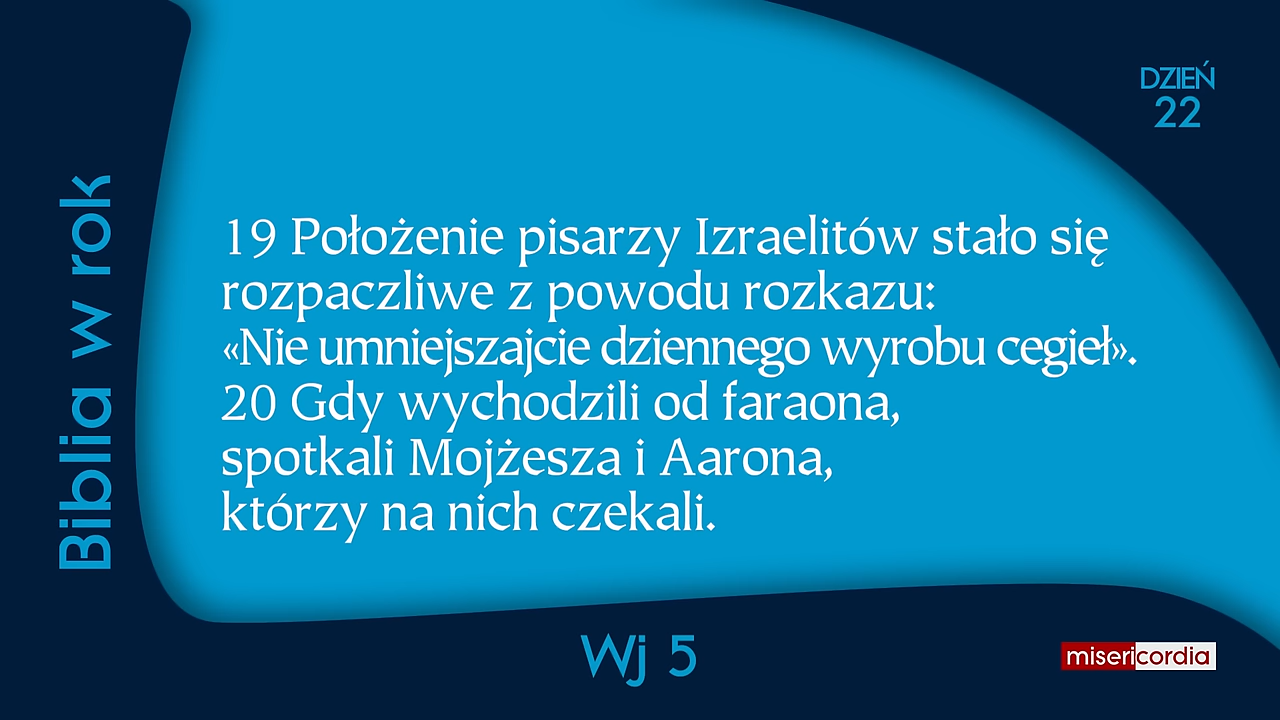 DZIEŃ
22
Biblia w rok
19 Położenie pisarzy Izraelitów stało się
rozpaczliwe z powodu rozkazu:
«Nie umniejszajcie dziennego wyrobu cegieł».
20 Gdy wychodzili od faraona,
spotkali Mojżesza i Aarona,
którzy na nich czekali.
Wj 5
misericordia